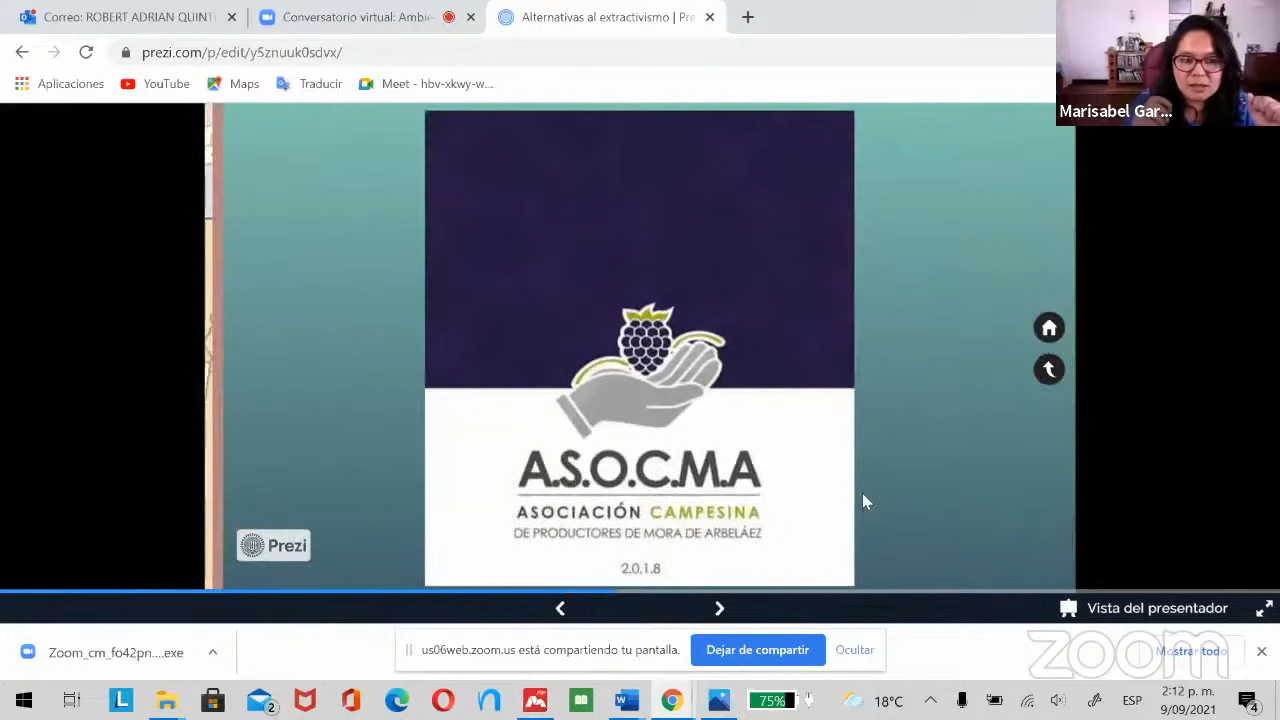 Correo: ROBERT ADRIAN QUINT
Conversatorio virtual: Ambie
Alternativas al extractivismo | Pre
prezi.com/p/edit/y5znuuk0sdvx/
Aplicaciones
YouTube
Maps
Traducir
Meet - hbv-xkwy-w...
Marisabel Gar...
A.S.O.C.M.A
ASOCIACIÓN CAMPESINA
DE PRODUCTORES DE MORA DE ARBELÁEZ
2.0.1.8
Prezi
Vista del presentador
Zoom_cm_fo42pn....exe
us06web.zoom.us está compartiendo tu pantalla.
Dejar de compartir
Ocultar
Mostrar todo
zoom
2
75%
18°C
ESP
2:12 p. m.
9/09/2021
4